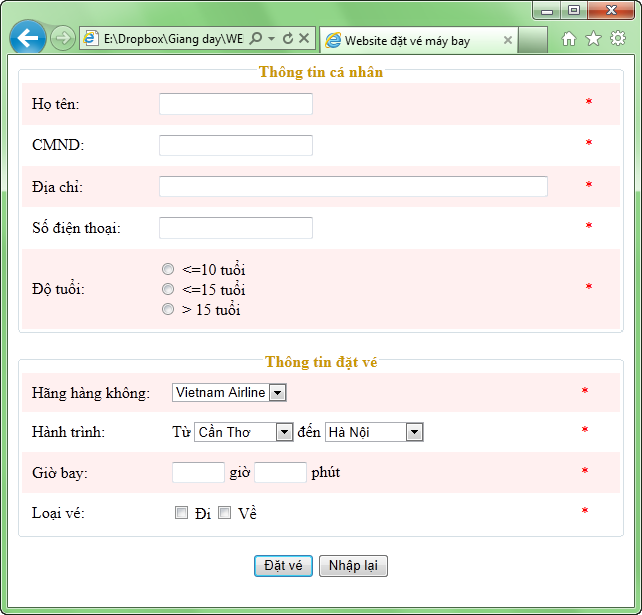 E:\Dropbox\Giang day\WE
Website đặt vé máy bay
Thông tin cá nhân
Họ tên: *
CMND: *
Địa chỉ: *
Số điện thoại: *
Độ tuổi: *
<=10 tuổi
<=15 tuổi
> 15 tuổi
Thông tin đặt vé
Hãng hàng không: Vietnam Airline *
Hành trình: Từ Cần Thơ đến Hà Nội *
Giờ bay: giờ phút *
Loại vé: Đi Về *
Đặt vé Nhập lại